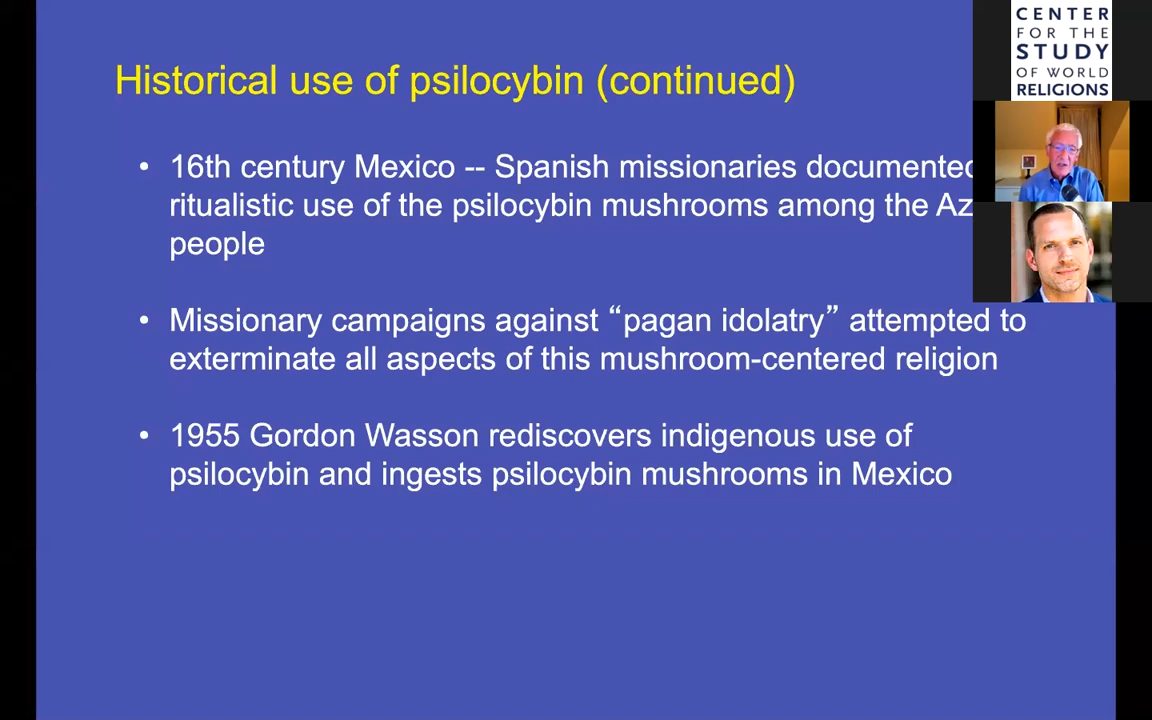 CENTER
FOR THE
STUDY
OF WORLD
RELIGIONS
Historical use of psilocybin (continued)
• 16th century Mexico -- Spanish missionaries documented
ritualistic use of the psilocybin mushrooms among the
people
• Missionary campaigns against “pagan idolatry” attempted to
exterminate all aspects of this mushroom-centered religion
• 1955 Gordon Wasson rediscovers indigenous use of
psilocybin and ingests psilocybin mushrooms in Mexico